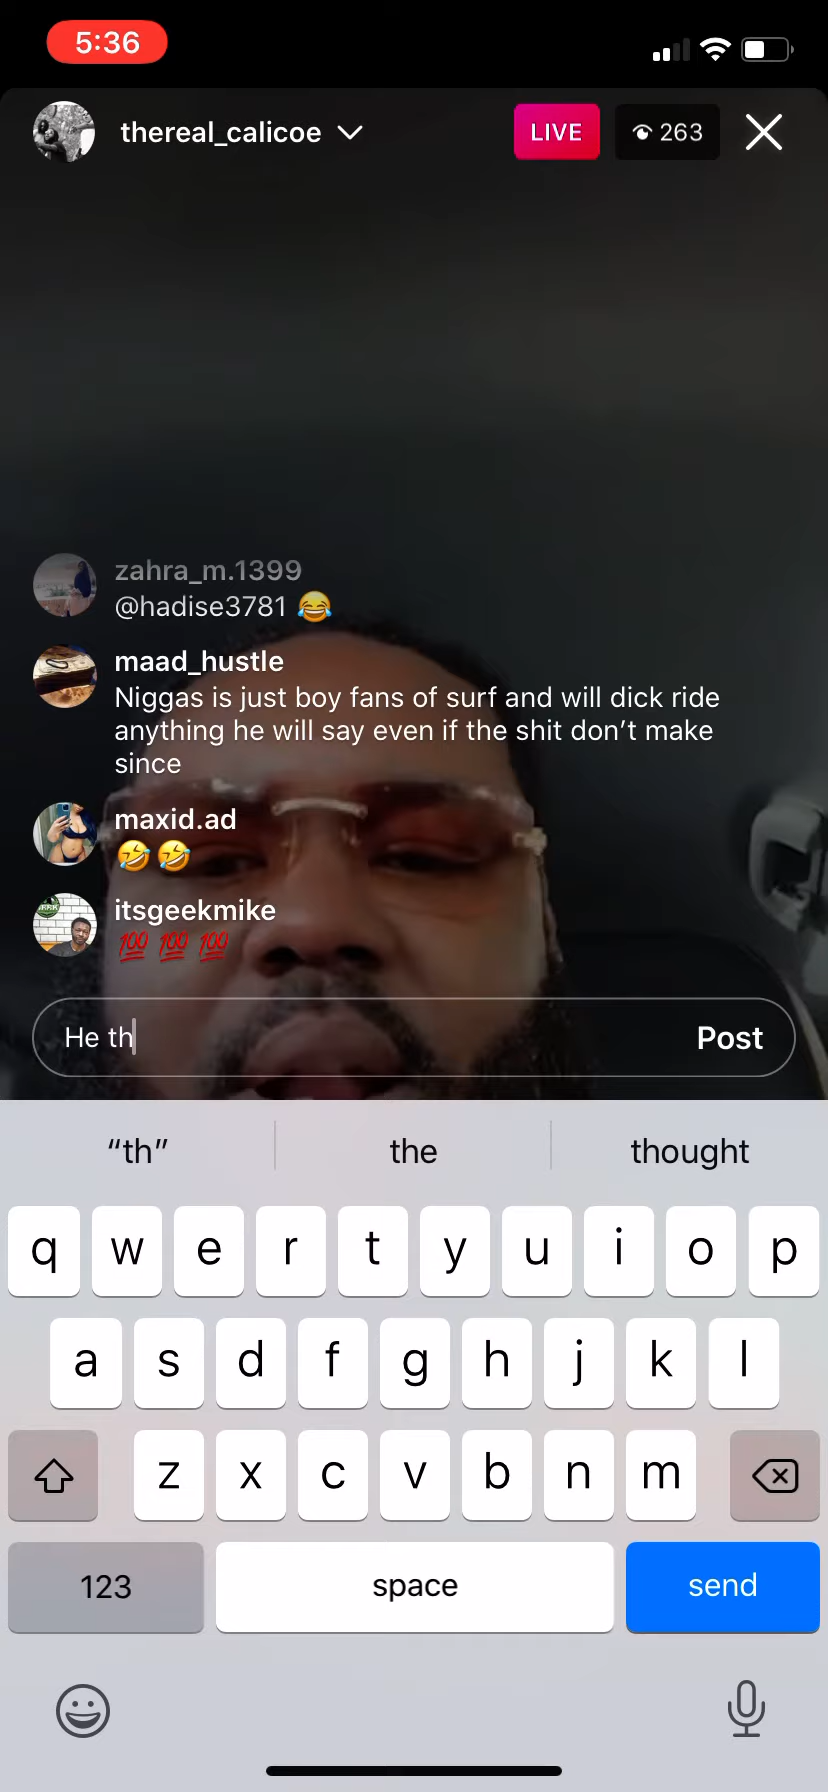 5:36
thereal_calicoe
LIVE
263
zahra_m.1399
@hadise3781 😂
maad_hustle
Niggas is just boy fans of surf and will dick ride
anything he will say even if the shit don’t make
since
maxid.ad
🤣🤣
itsgeekmike
💯💯💯
He th
Post
“th”
the
thought
q w e r t y u i o p
a s d f g h j k l
z x c v b n m
123
space
send